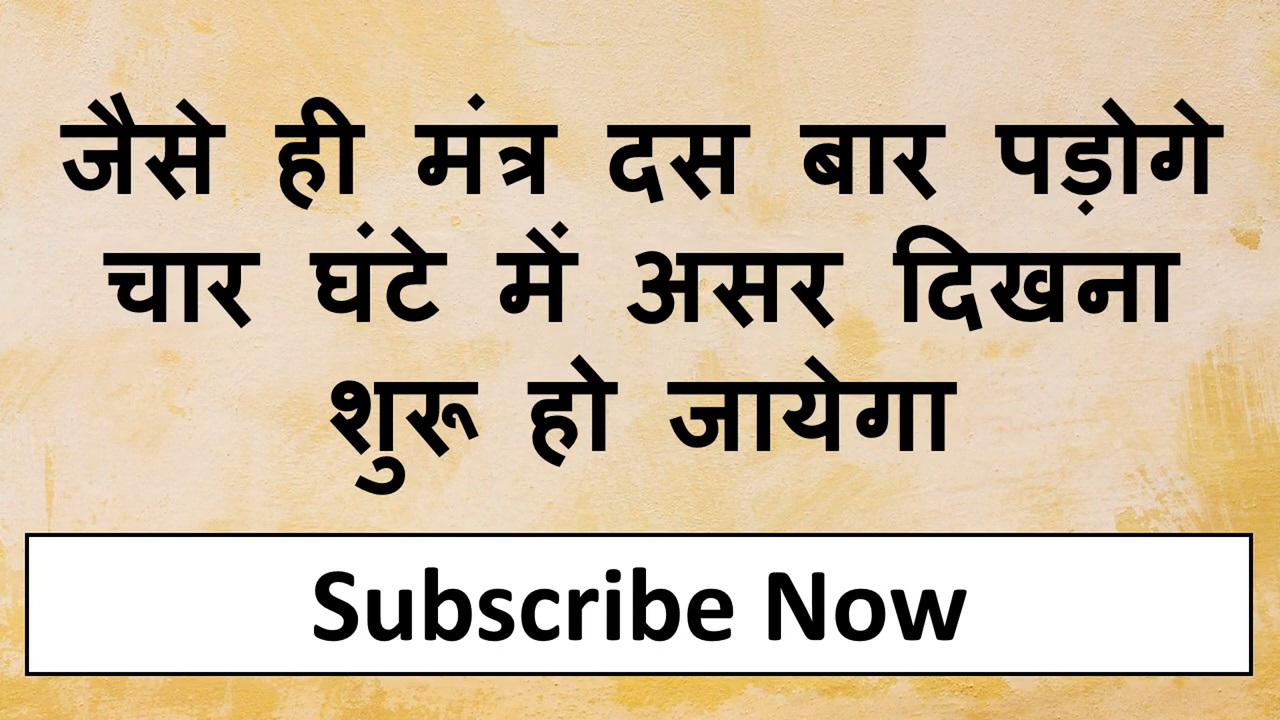 जैसे ही मंत्र दस बार पड़ोगे
चार घंटे में असर दिखना
शुरू हो जायेगा
Subscribe Now